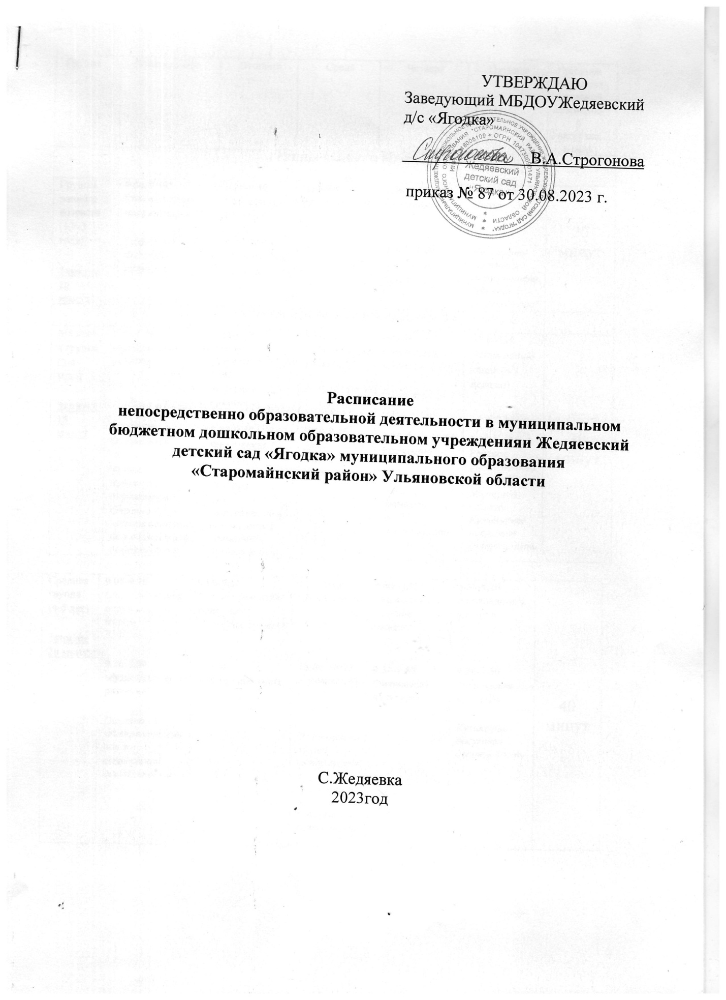 УТВЕРЖДАЮ
Заведующий МБДОУЖедяевский
д/с «Ягодка»
В.А.Строгонова
Жедяевский
детский сад
"Ягодка"
приказ № 87 от 30.08.2023 г.
Расписание
непосредственно образовательной деятельности в муниципальном
бюджетном дошкольном образовательном учрежденияи Жедяевский
детский сад «Ягодка» муниципального образования
«Старомайнский район» Ульяновской области
С.Жедяевка
2023год